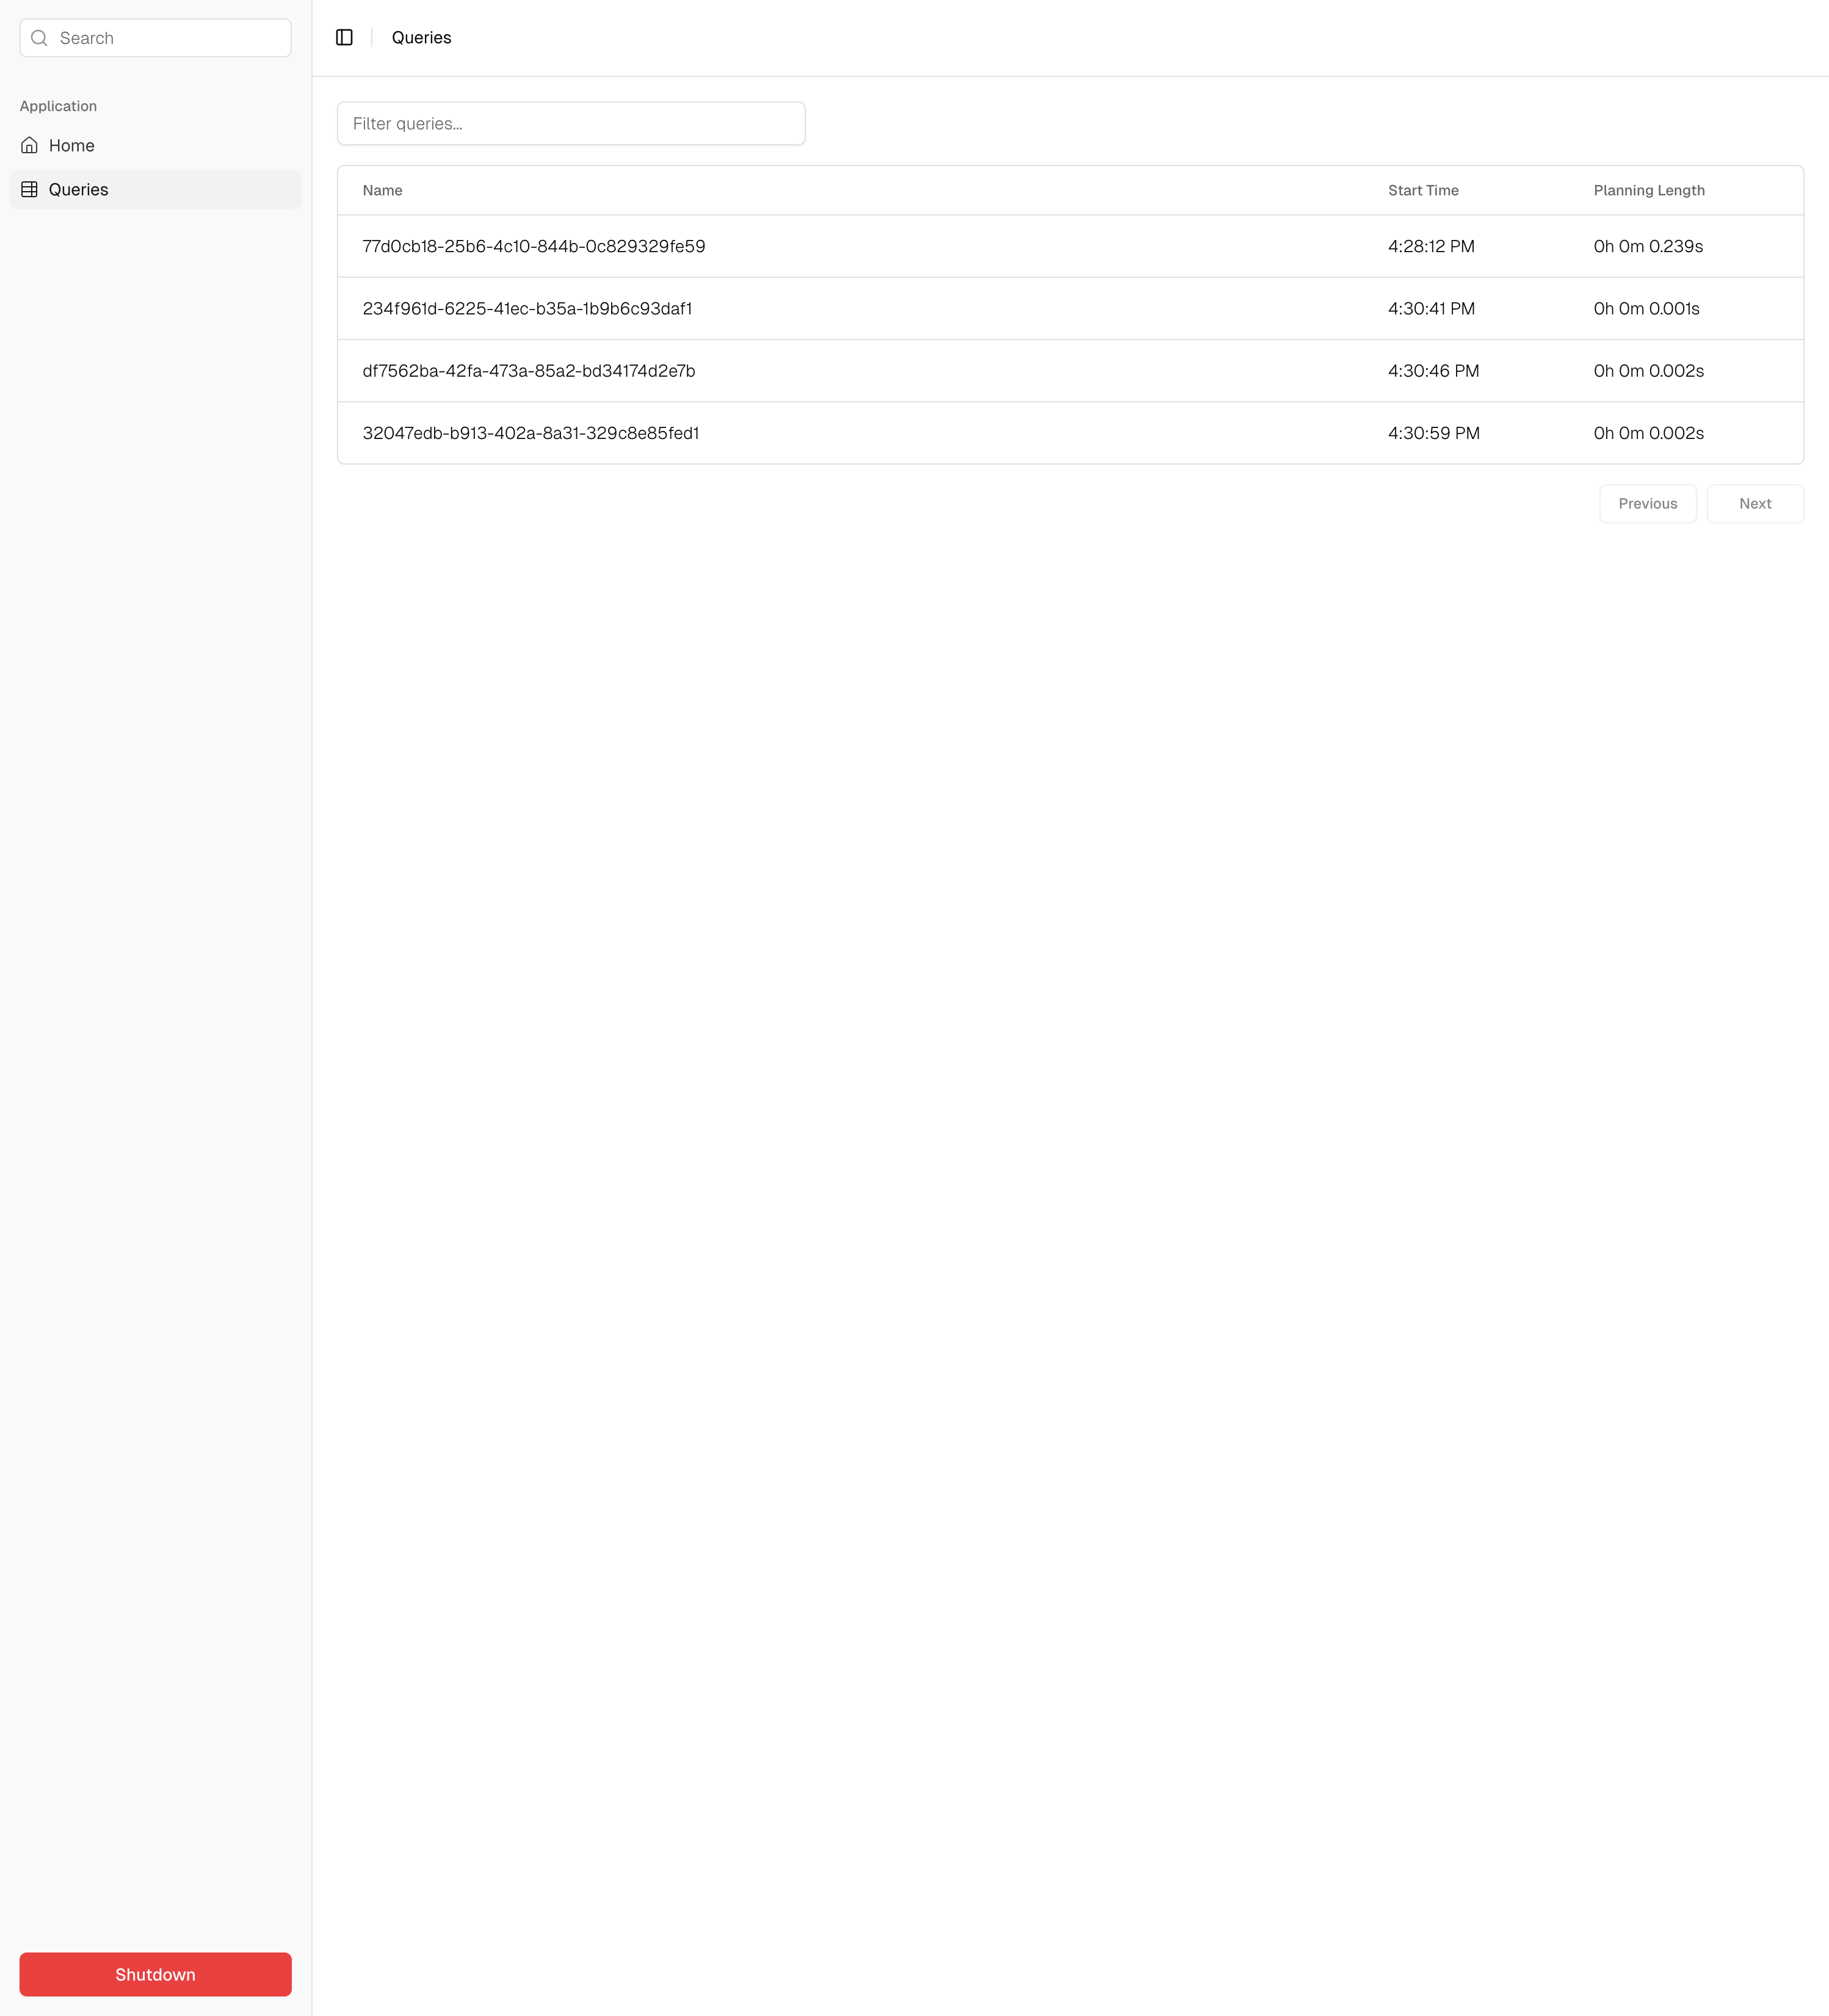 Search
Application
Home
Queries
Queries
Filter queries...
Name Start Time Planning Length
77d0cb18-25b6-4c10-844b-0c829329fe59 4:28:12 PM 0h 0m 0.239s
234f961d-6225-41ec-b35a-1b9b6c93daf1 4:30:41 PM 0h 0m 0.001s
df7562ba-42fa-473a-85a2-bd34174d2e7b 4:30:46 PM 0h 0m 0.002s
32047edb-b913-402a-8a31-329c8e85fed1 4:30:59 PM 0h 0m 0.002s
Previous Next
Shutdown